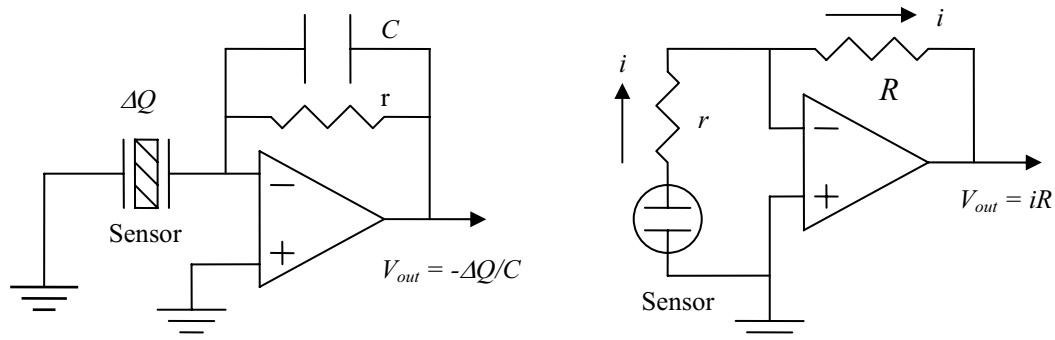 C
r
ΔQ
Sensor
−
+
V_out = -ΔQ/C
i
R
i
r
−
+
V_out = iR
Sensor